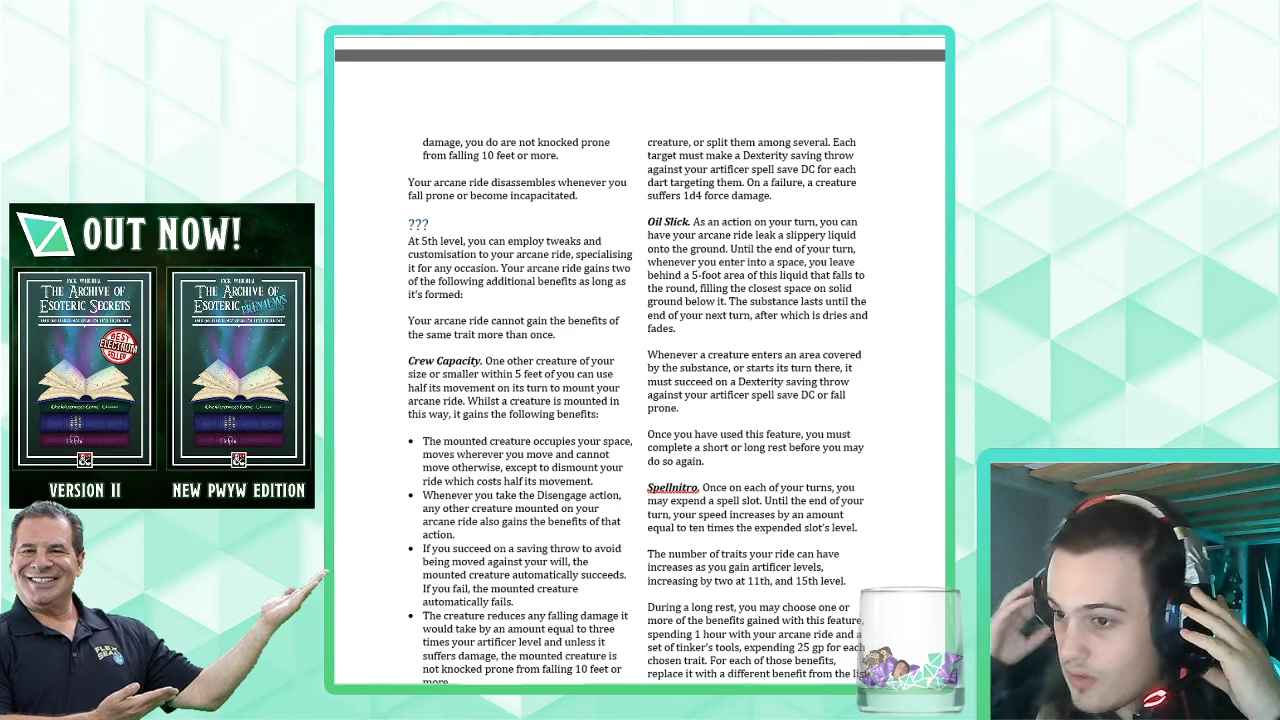 OUT NOW!
THE ARCHIVE OF
ESOTERIC SECRETS
BEST
ELECTRUM
SELLER
THE ARCHIVE OF
ESOTERIC PREVIEWS
VERSION II
NEW PWYW EDITION
damage, you do are not knocked prone
from falling 10 feet or more.
Your arcane ride disassembles whenever you
fall prone or become incapacitated.
???
At 5th level, you can employ tweaks and
customisation to your arcane ride, specialising
it for any occasion. Your arcane ride gains two
of the following additional benefits as long as
it's formed:
Your arcane ride cannot gain the benefits of
the same trait more than once.
Crew Capacity. One other creature of your
size or smaller within 5 feet of you can use
half its movement on its turn to mount your
arcane ride. Whilst a creature is mounted in
this way, it gains the following benefits:
• The mounted creature occupies your space,
moves wherever you move and cannot
move otherwise, except to dismount your
ride which costs half its movement.
• Whenever you take the Disengage action,
any other creature mounted on your
arcane ride also gains the benefits of that
action.
• If you succeed on a saving throw to avoid
being moved against your will, the
mounted creature automatically succeeds.
If you fail, the mounted creature
automatically fails.
• The creature reduces any falling damage it
would take by an amount equal to three
times your artificer level and unless it
suffers damage, the mounted creature is
not knocked prone from falling 10 feet or
more.
creature, or split them among several. Each
target must make a Dexterity saving throw
against your artificer spell save DC for each
dart targeting them. On a failure, a creature
suffers 1d4 force damage.
Oil Slick. As an action on your turn, you can
have your arcane ride leak a slippery liquid
onto the ground. Until the end of your turn,
whenever you enter into a space, you leave
behind a 5-foot area of this liquid that falls to
the round, filling the closest space on solid
ground below it. The substance lasts until the
end of your next turn, after which is dries and
fades.
Whenever a creature enters an area covered
by the substance, or starts its turn there, it
must succeed on a Dexterity saving throw
against your artificer spell save DC or fall
prone.
Once you have used this feature, you must
complete a short or long rest before you may
do so again.
Spellnitro. Once on each of your turns, you
may expend a spell slot. Until the end of your
turn, your speed increases by an amount
equal to ten times the expended slot's level.
The number of traits your ride can have
increases as you gain artificer levels,
increasing by two at 11th, and 15th level.
During a long rest, you may choose one or
more of the benefits gained with this feature,
spending 1 hour with your arcane ride and a
set of tinker's tools, expending 25 gp for each
chosen trait. For each of those benefits,
replace it with a different benefit from the list